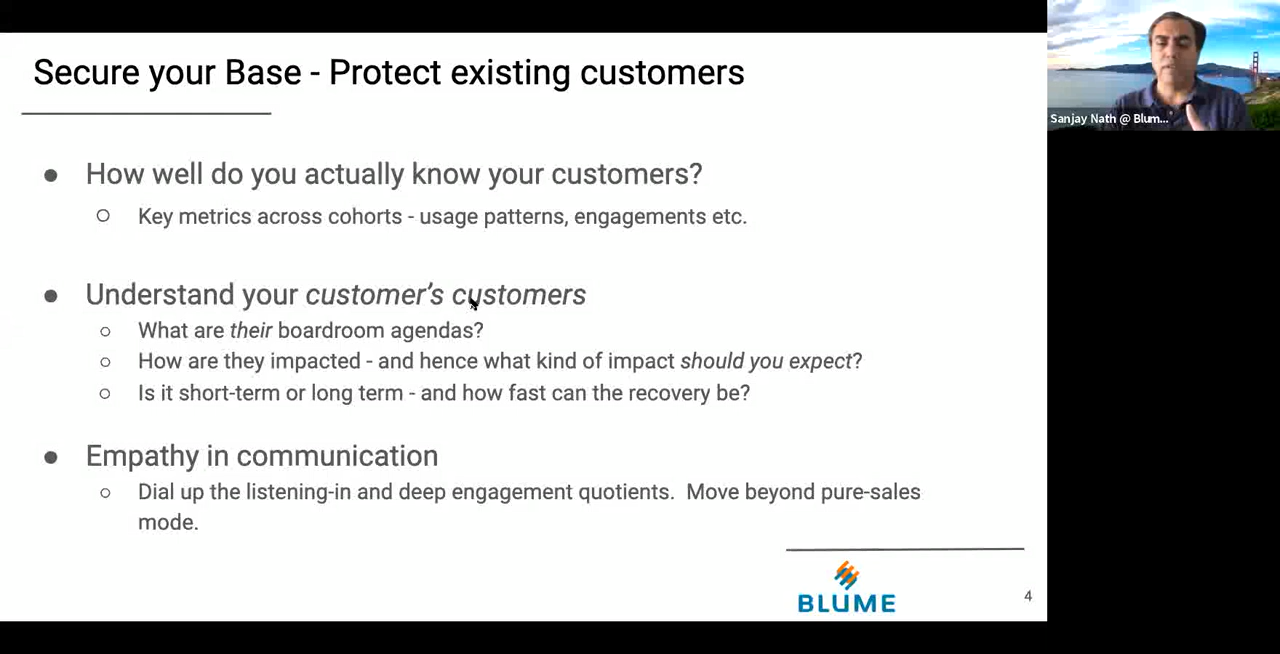 Secure your Base - Protect existing customers
Sanjay Nath @ Blum...
How well do you actually know your customers?
Key metrics across cohorts - usage patterns, engagements etc.
Understand your customer's customers
What are their boardroom agendas?
How are they impacted - and hence what kind of impact should you expect?
Is it short-term or long term - and how fast can the recovery be?
Empathy in communication
Dial up the listening-in and deep engagement quotients. Move beyond pure-sales
mode.
BLUME
4